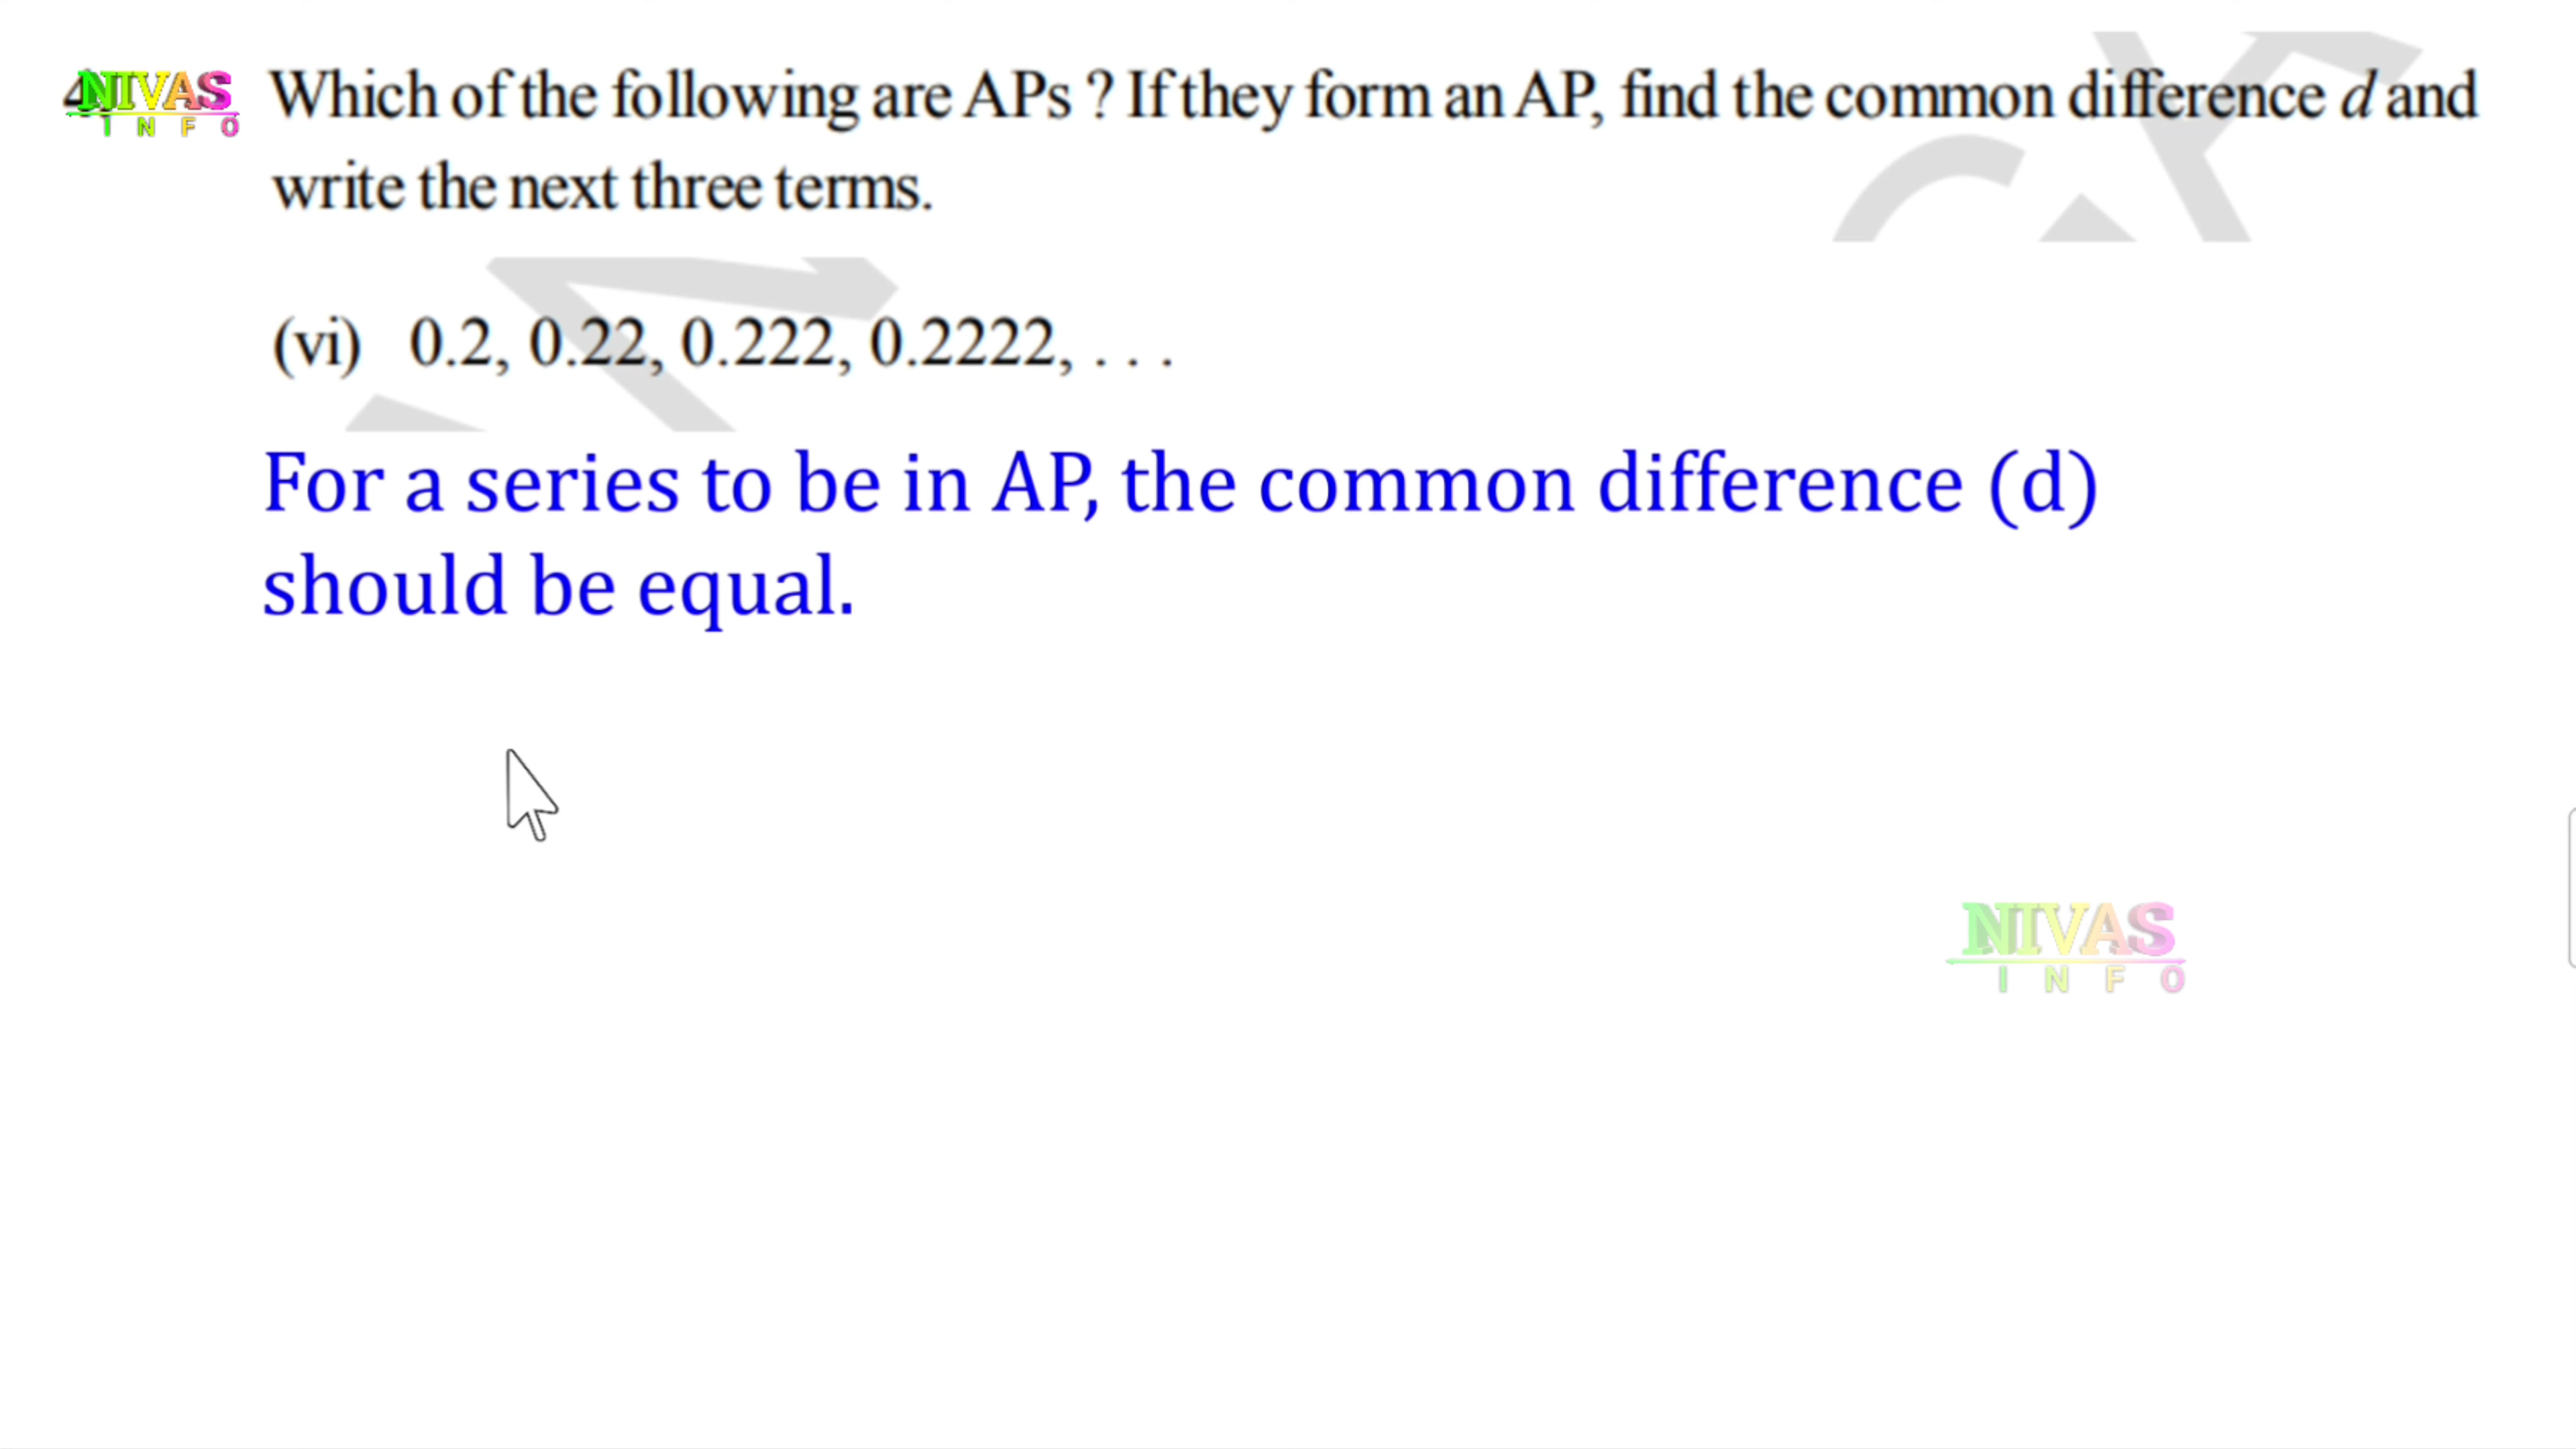 4. NIVAS
INFO
Which of the following are APs ? If they form an AP, find the common difference d and
write the next three terms.
(vi) 0.2, 0.22, 0.222, 0.2222, . . .
For a series to be in AP, the common difference (d)
should be equal.
NIVAS
INFO